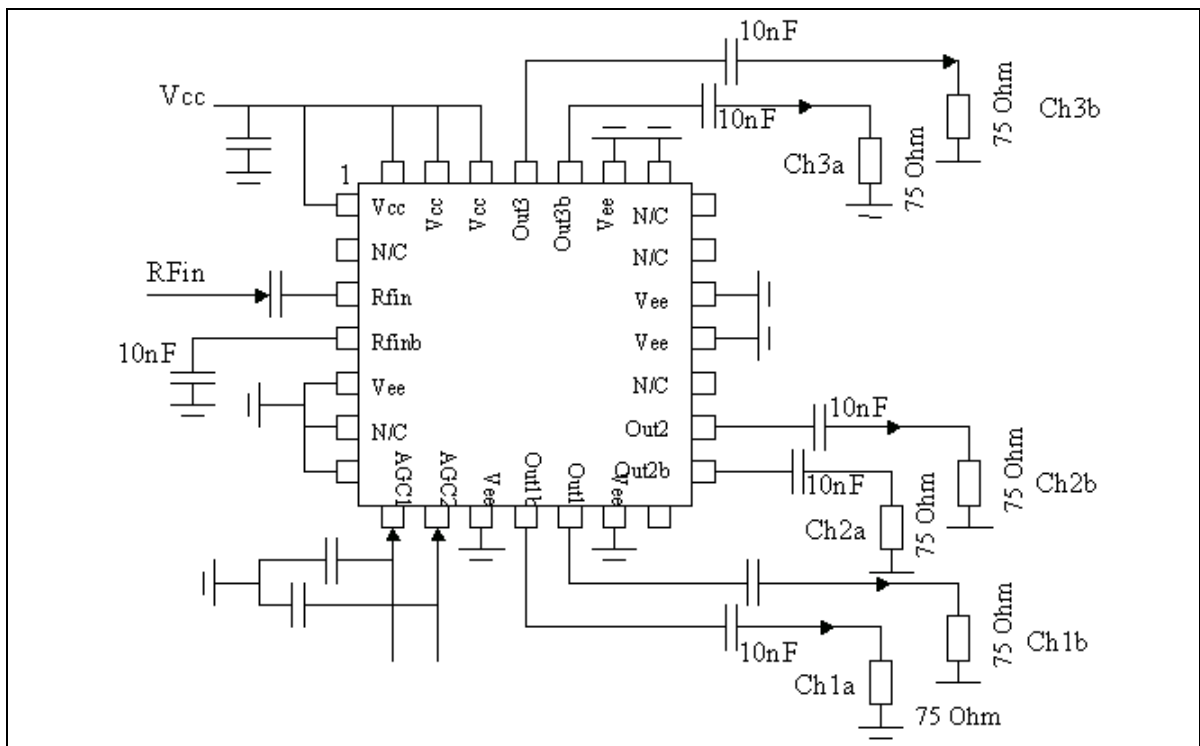 10nF
Vcc
10nF
75 Ohm
Ch3b
Ch3a
75 Ohm
1
Vcc
Vcc
Vcc
Out3
Out3b
Vee
N/C
N/C
N/C
RFin
Rfin
Vee
Rfinb
Vee
10nF
Vee
N/C
N/C
Out2
10nF
AGC1
AGC2
Vee
Out1b
Out1
Vee
Out2b
10nF
75 Ohm
Ch2b
Ch2a
75 Ohm
10nF
75 Ohm
Ch1b
Ch1a
75 Ohm